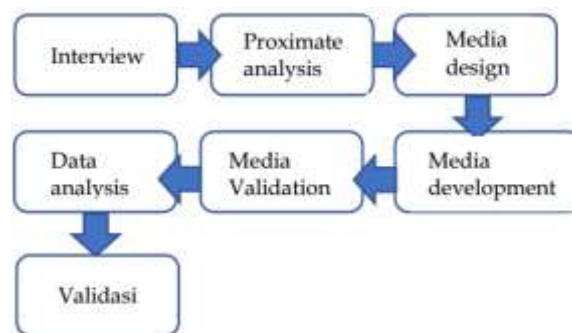 Interview
Proximate
analysis
Media
design
Media
development
Media
Validation
Data
analysis
Validasi